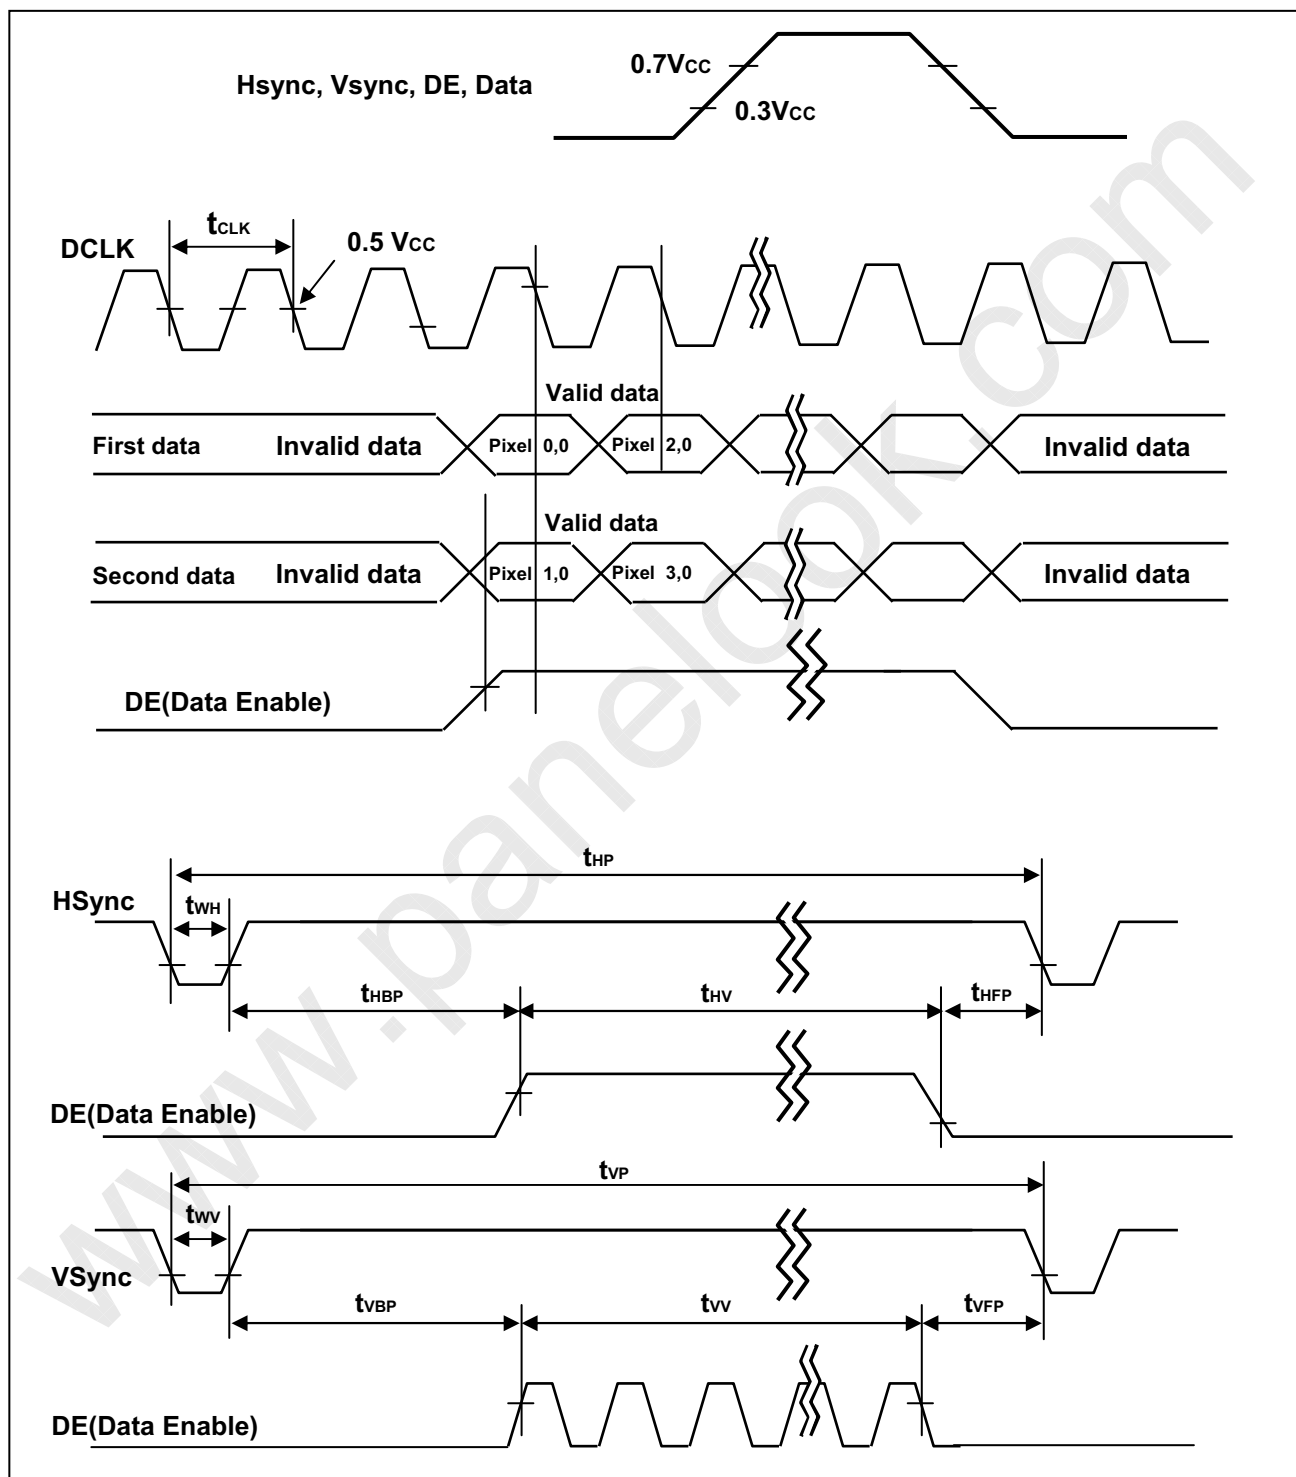 0.7VCC
Hsync, Vsync, DE, Data
0.3VCC
tCLK
DCLK
0.5 VCC
Valid data
First data Invalid data Pixel 0,0 Pixel 2,0 Invalid data
Valid data
Second data Invalid data Pixel 1,0 Pixel 3,0 Invalid data
DE(Data Enable)
tHP
HSync
tWH
tHBP tHV tHFP
DE(Data Enable)
tVP
tWV
VSync
tVBP tVV tVFP
DE(Data Enable)
www.panelook.com